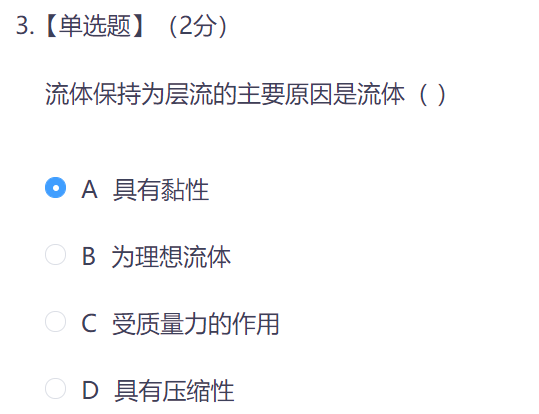 3.【单选题】（2分）
流体保持为层流的主要原因是流体（ ）
A 具有黏性
B 为理想流体
C 受质量力的作用
D 具有压缩性